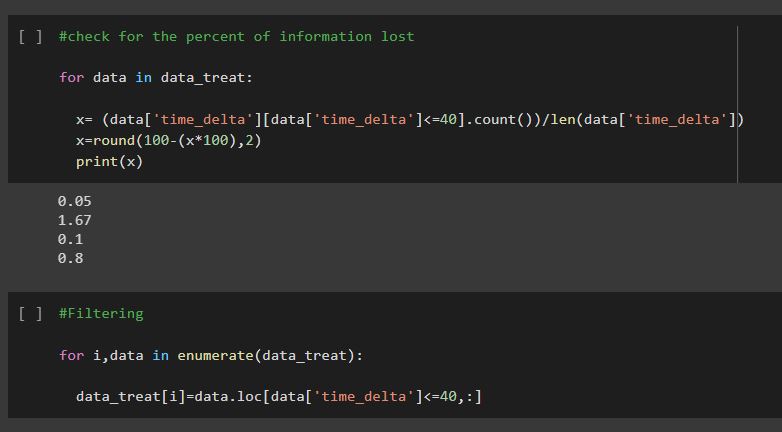 [ ] #check for the percent of information lost
for data in data_treat:
x= (data['time_delta'][data['time_delta']<=40].count())/len(data['time_delta'])
x=round(100-(x*100),2)
print(x)
0.05
1.67
0.1
0.8
[ ] #Filtering
for i,data in enumerate(data_treat):
data_treat[i]=data.loc[data['time_delta']<=40,:]